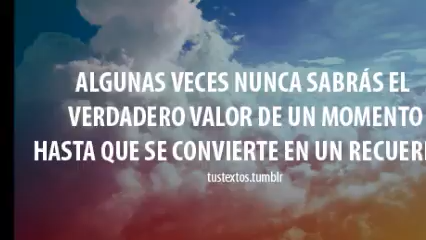 ALGUNAS VECES NUNCA SABRÁS EL
VERDADERO VALOR DE UN MOMENTO
HASTA QUE SE CONVIERTE EN UN
tustextos.tumblr